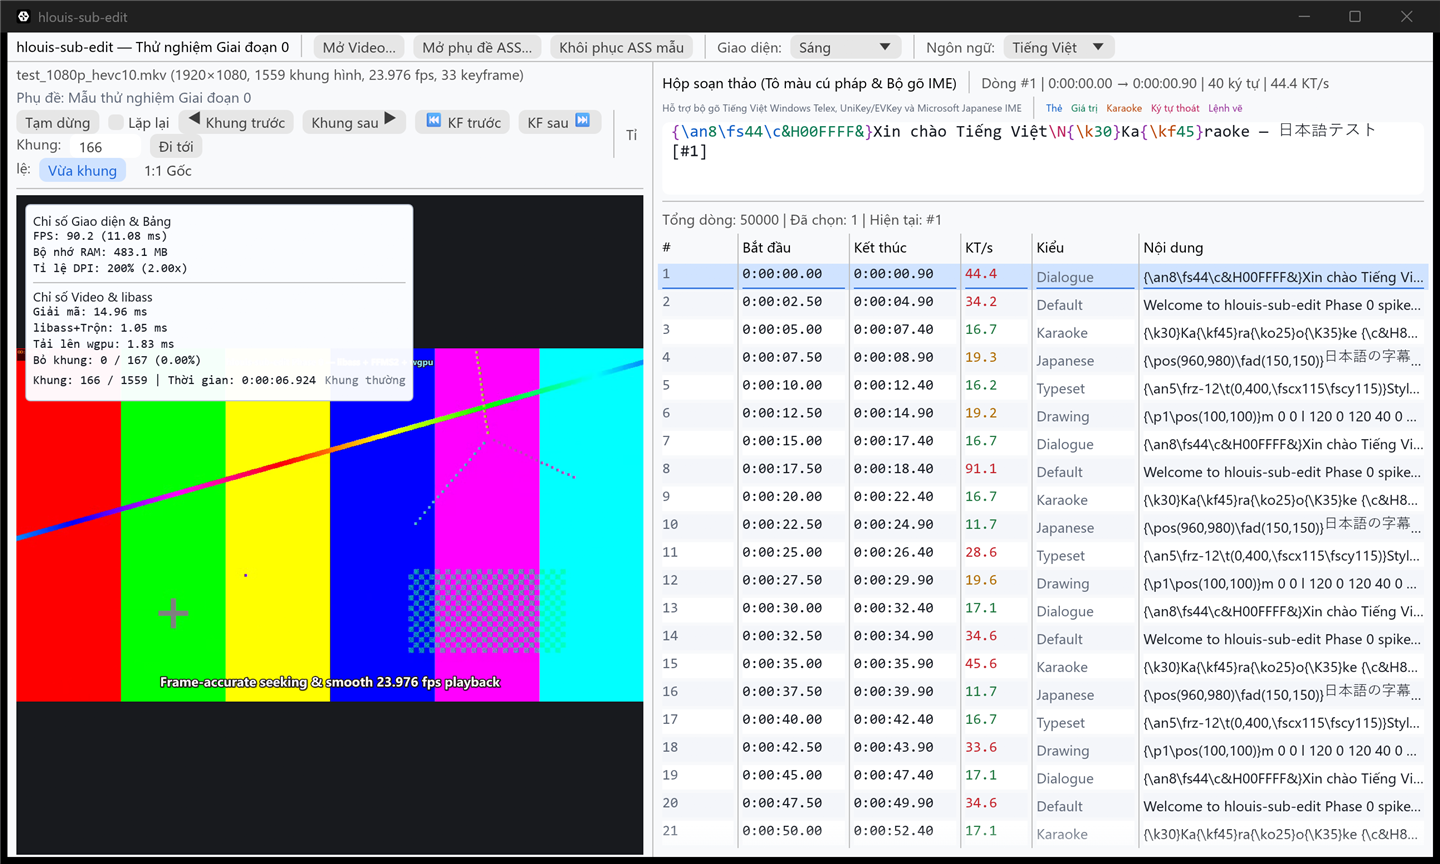 hlouis-sub-edit
hlouis-sub-edit — Thử nghiệm Giai đoạn 0
Mở Video...
Mở phụ đề ASS...
Khôi phục ASS mẫu
Giao diện:
Sáng
Ngôn ngữ:
Tiếng Việt
test_1080p_hevc10.mkv (1920×1080, 1559 khung hình, 23.976 fps, 33 keyframe)
Phụ đề: Mẫu thử nghiệm Giai đoạn 0
Tạm dừng
Lặp lại
Khung trước
Khung sau
KF trước
KF sau
Tỉ
Khung: 166
Đi tới
lệ:
Vừa khung
1:1 Gốc
Chỉ số Giao diện & Bảng
FPS: 90.2 (11.08 ms)
Bộ nhớ RAM: 483.1 MB
Tỉ lệ DPI: 200% (2.00x)
Chỉ số Video & libass
Giải mã: 14.96 ms
libass+Trộn: 1.05 ms
Tải lên wgpu: 1.83 ms
Bỏ khung: 0 / 167 (0.00%)
Khung: 166 / 1559 | Thời gian: 0:00:06.924 Khung thường
wgpu
Frame-accurate seeking & smooth 23.976 fps playback
Hộp soạn thảo (Tô màu cú pháp & Bộ gõ IME)
Dòng #1 | 0:00:00.00 → 0:00:00.90 | 40 ký tự | 44.4 KT/s
Hỗ trợ bộ gõ Tiếng Việt Windows Telex, UniKey/EVKey và Microsoft Japanese IME
Thẻ Giá trị Karaoke Ký tự thoát Lệnh vẽ
{\an8\fs44\c&H00FFFF&}Xin chào Tiếng Việt\N{\k30}Ka{\kf45}raoke — 日本語テスト
[#1]
Tổng dòng: 50000 | Đã chọn: 1 | Hiện tại: #1
# Bắt đầu Kết thúc KT/s Kiểu Nội dung
1 0:00:00.00 0:00:00.90 44.4 Dialogue {\an8\fs44\c&H00FFFF&}Xin chào Tiếng Vi...
2 0:00:02.50 0:00:04.90 34.2 Default Welcome to hlouis-sub-edit Phase 0 spike...
3 0:00:05.00 0:00:07.40 16.7 Karaoke {\k30}Ka{\kf45}ra{\ko25}o{\K35}ke {\c&H8...
4 0:00:07.50 0:00:08.90 19.3 Japanese {\pos(960,980)\fad(150,150)}日本語の字幕...
5 0:00:10.00 0:00:12.40 16.2 Typeset {\an5\frz-12\t(0,400,\fscx115\fscy115)}Styl...
6 0:00:12.50 0:00:14.90 19.2 Drawing {\p1\pos(100,100)}m 0 0 l 120 0 120 40 0 ...
7 0:00:15.00 0:00:17.40 16.7 Dialogue {\an8\fs44\c&H00FFFF&}Xin chào Tiếng Vi...
8 0:00:17.50 0:00:18.40 91.1 Default Welcome to hlouis-sub-edit Phase 0 spike...
9 0:00:20.00 0:00:22.40 16.7 Karaoke {\k30}Ka{\kf45}ra{\ko25}o{\K35}ke {\c&H8...
10 0:00:22.50 0:00:24.90 11.7 Japanese {\pos(960,980)\fad(150,150)}日本語の字幕...
11 0:00:25.00 0:00:26.40 28.6 Typeset {\an5\frz-12\t(0,400,\fscx115\fscy115)}Styl...
12 0:00:27.50 0:00:29.90 19.6 Drawing {\p1\pos(100,100)}m 0 0 l 120 0 120 40 0 ...
13 0:00:30.00 0:00:32.40 17.1 Dialogue {\an8\fs44\c&H00FFFF&}Xin chào Tiếng Vi...
14 0:00:32.50 0:00:34.90 34.6 Default Welcome to hlouis-sub-edit Phase 0 spike...
15 0:00:35.00 0:00:35.90 45.6 Karaoke {\k30}Ka{\kf45}ra{\ko25}o{\K35}ke {\c&H8...
16 0:00:37.50 0:00:39.90 11.7 Japanese {\pos(960,980)\fad(150,150)}日本語の字幕...
17 0:00:40.00 0:00:42.40 16.7 Typeset {\an5\frz-12\t(0,400,\fscx115\fscy115)}Styl...
18 0:00:42.50 0:00:43.90 33.6 Drawing {\p1\pos(100,100)}m 0 0 l 120 0 120 40 0 ...
19 0:00:45.00 0:00:47.40 17.1 Dialogue {\an8\fs44\c&H00FFFF&}Xin chào Tiếng Vi...
20 0:00:47.50 0:00:49.90 34.6 Default Welcome to hlouis-sub-edit Phase 0 spike...
21 0:00:50.00 0:00:52.40 17.1 Karaoke {\k30}Ka{\kf45}ra{\ko25}o{\K35}ke {\c&H8...